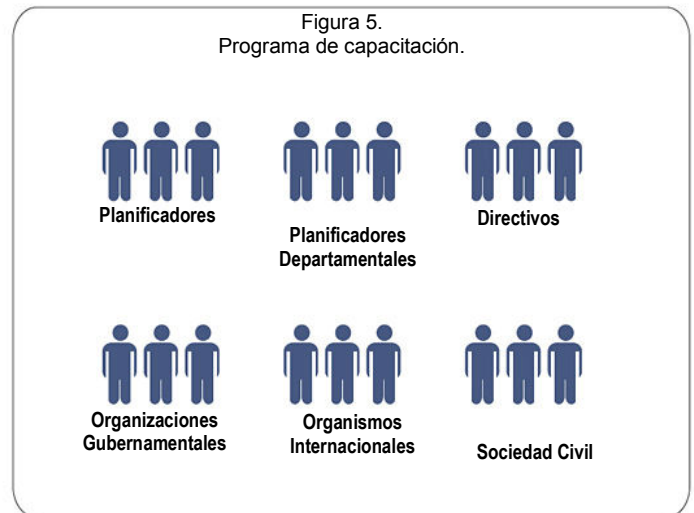 Figura 5.
Programa de capacitación.
Planificadores
Planificadores
Departamentales
Directivos
Organizaciones
Gubernamentales
Organismos
Internacionales
Sociedad Civil